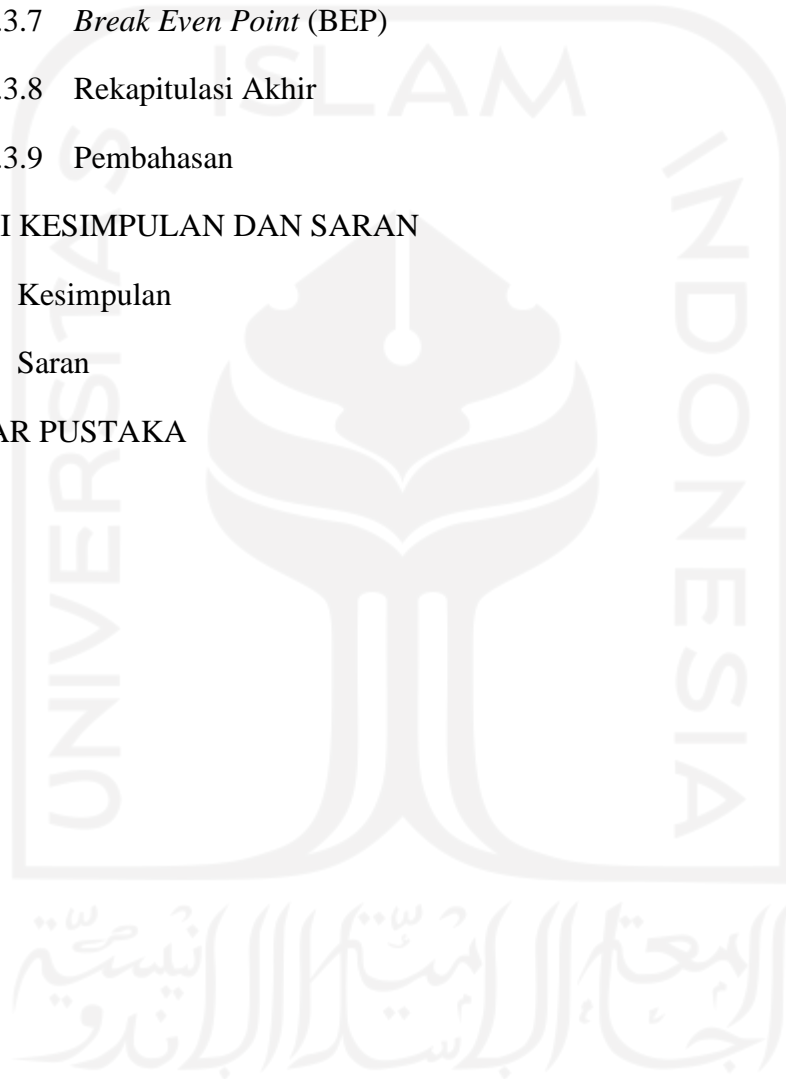 .3.7 Break Even Point (BEP)
.3.8 Rekapitulasi Akhir
.3.9 Pembahasan
I KESIMPULAN DAN SARAN
Kesimpulan
Saran
AR PUSTAKA
UNIVERSITAS
ISLAM
INDONESIA